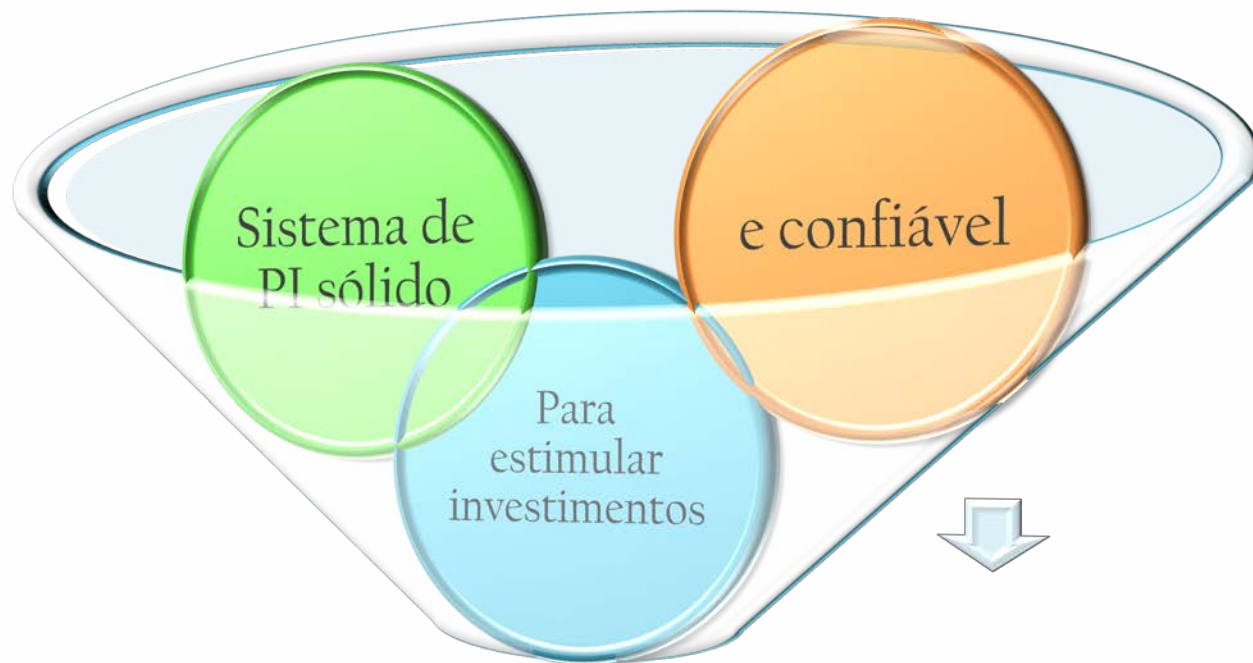 Sistema de
PI sólido
e confiável
Para
estimular
investimentos